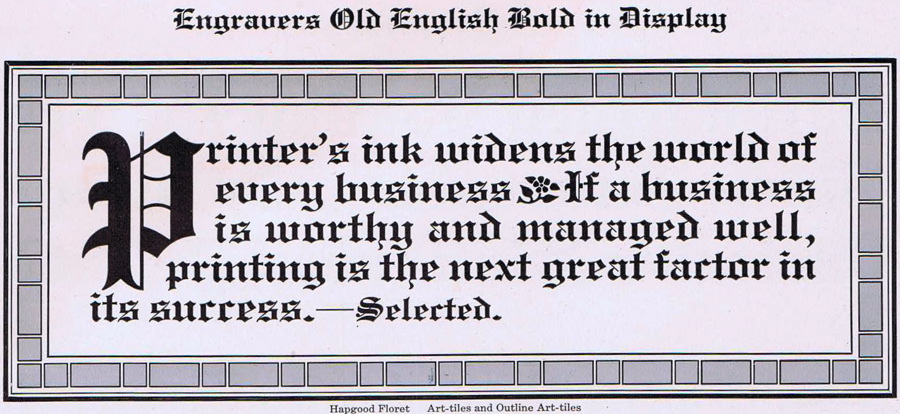 Engravers Old English Bold in Display
Printer's ink widens the world of
every business If a business
is worthy and managed well,
printing is the next great factor in
its success.—Selected.
Hapgood Floret Art-tiles and Outline Art-tiles